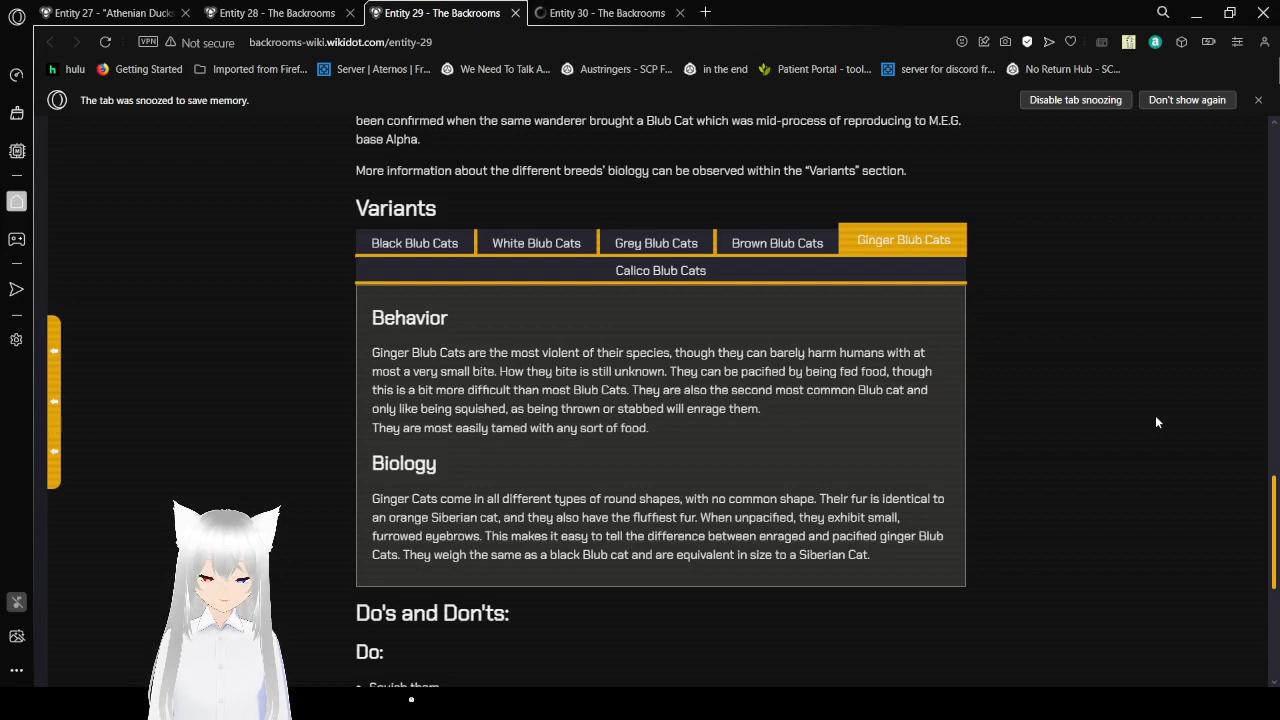 Entity 27 - "Athenian Ducks
Entity 28 - The Backrooms
Entity 29 - The Backrooms
Entity 30 - The Backrooms
VPN
Not secure
backrooms-wiki.wikidot.com/entity-29
hulu
Getting Started
Imported from Firef...
Server | Aternos | Fr...
We Need To Talk A...
Austringers - SCP F...
in the end
Patient Portal - tool...
server for discord fr...
No Return Hub - SC...
The tab was snoozed to save memory.
Disable tab snoozing
Don't show again
been confirmed when the same wanderer brought a Blub Cat which was mid-process of reproducing to M.E.G.
base Alpha.
More information about the different breeds' biology can be observed within the "Variants" section.
Variants
Black Blub Cats
White Blub Cats
Grey Blub Cats
Brown Blub Cats
Ginger Blub Cats
Calico Blub Cats
Behavior
Ginger Blub Cats are the most violent of their species, though they can barely harm humans with at
most a very small bite. How they bite is still unknown. They can be pacified by being fed food, though
this is a bit more difficult than most Blub Cats. They are also the second most common Blub cat and
only like being squished, as being thrown or stabbed will enrage them.
They are most easily tamed with any sort of food.
Biology
Ginger Cats come in all different types of round shapes, with no common shape. Their fur is identical to
an orange Siberian cat, and they also have the fluffiest fur. When unpacified, they exhibit small,
furrowed eyebrows. This makes it easy to tell the difference between enraged and pacified ginger Blub
Cats. They weigh the same as a black Blub cat and are equivalent in size to a Siberian Cat.
Do's and Don'ts:
Do:
• Squish them